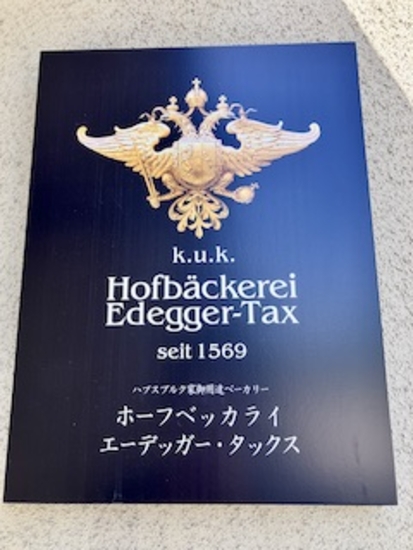 k.u.k.
Hofbäckerei
Edegger-Tax
seit 1569
ハプスブルク家御用達ベーカリー
ホーフベッカライ
エーデッガー・タックス